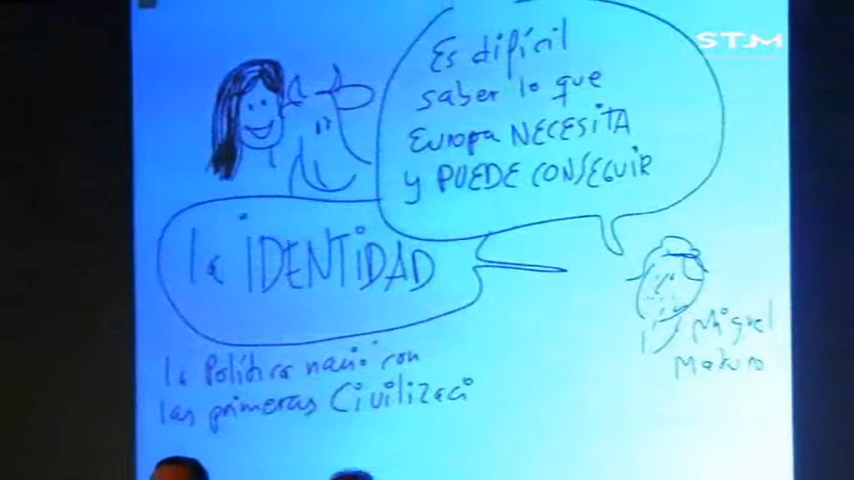 STM
Es difícil
saber lo que
Europa NECESITA
y PUEDE CONSEGUIR
la IDENTIDAD
Miguel
Maduro
la Política nació con
las primeras Civilizaci